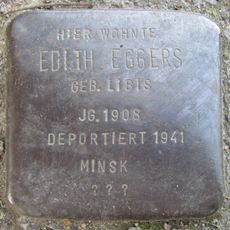 HIER WOHNTE
EDITH EGGERS
GEB. LIBIS
JG. 1908
DEPORTIERT 1941
MINSK
? ? ?